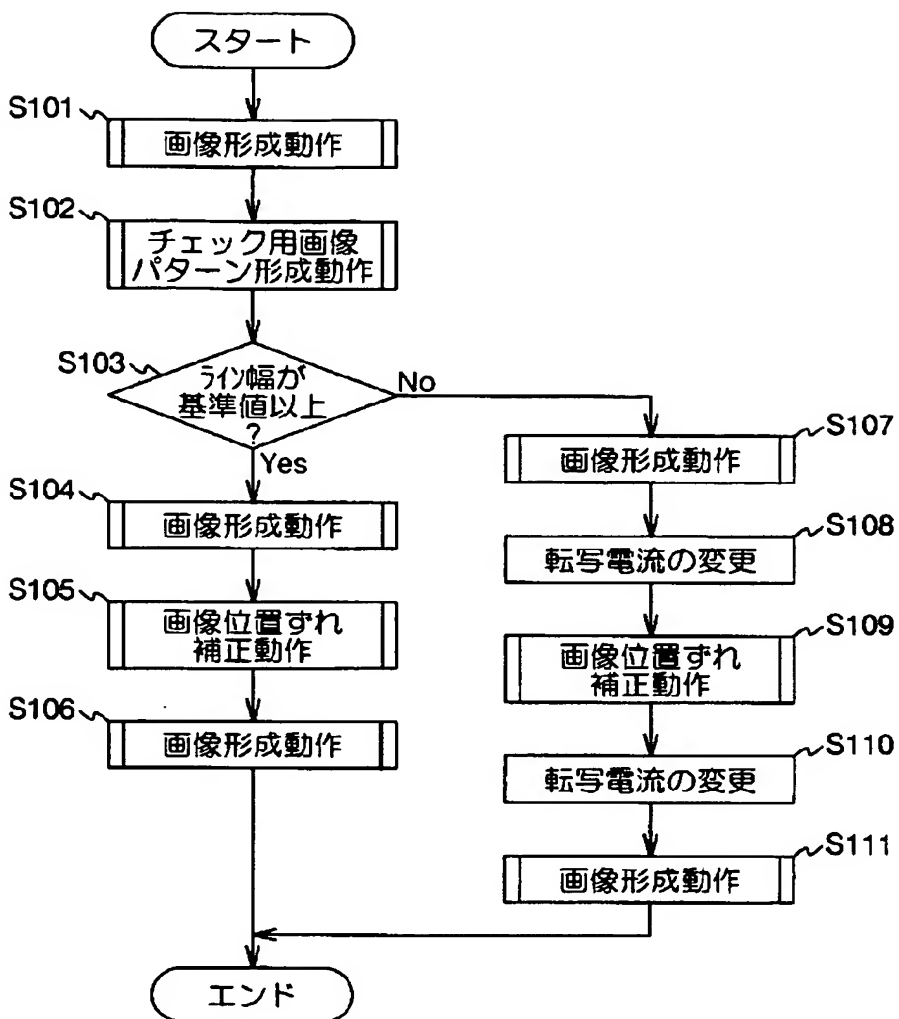 スタート
S101
画像形成動作
S102
チェック用画像
パターン形成動作
S103
ライン幅が
基準値以上
?
No
Yes
S104
画像形成動作
S105
画像位置ずれ
補正動作
S106
画像形成動作
S107
画像形成動作
S108
転写電流の変更
S109
画像位置ずれ
補正動作
S110
転写電流の変更
S111
画像形成動作
エンド